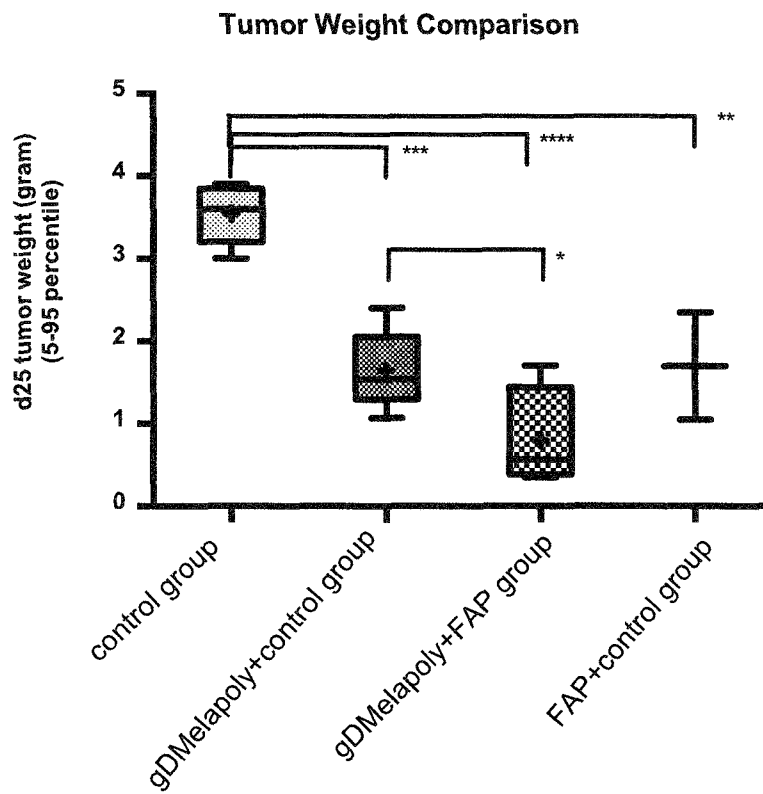 Tumor Weight Comparison
d25 tumor weight (gram)
(5-95 percentile)
5
4
3
2
1
0
**
****
***
*
control group
gDMelapoly+control group
gDMelapoly+FAP group
FAP+control group